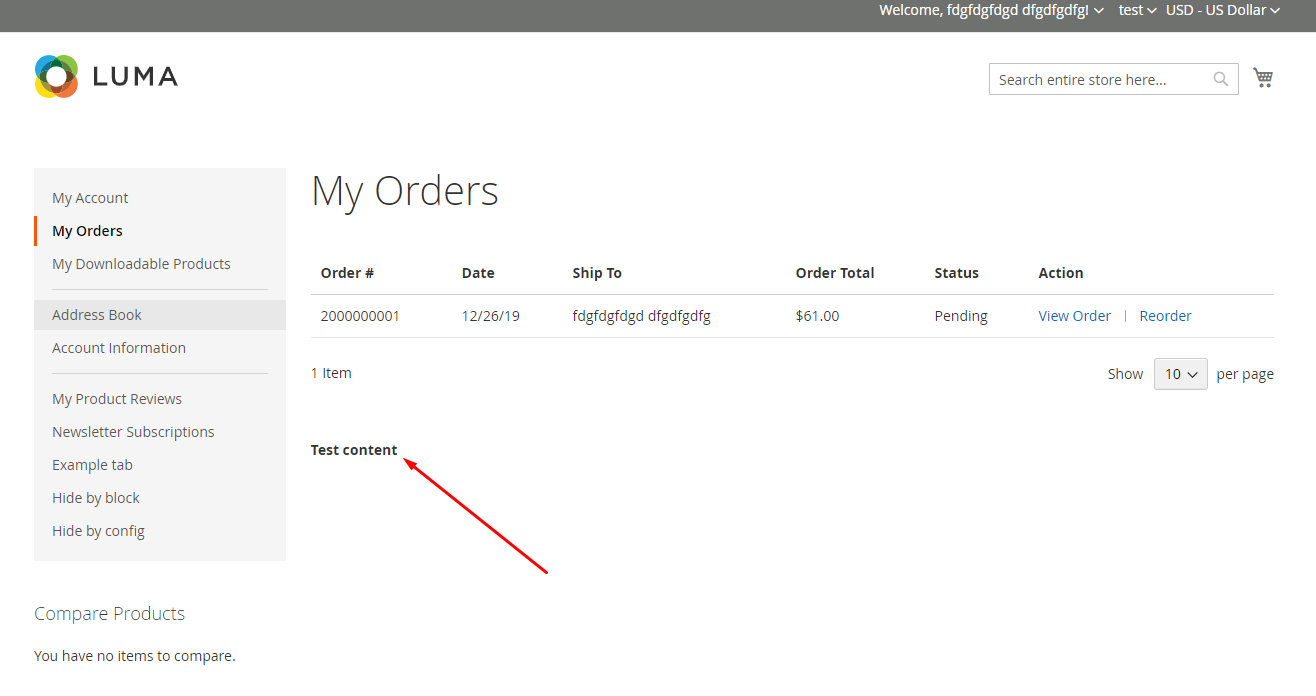 Welcome, fdgfdgfdgd dfgdfgdfg! test USD - US Dollar
LUMA
Search entire store here...
My Account
My Orders
My Downloadable Products
Address Book
Account Information
My Product Reviews
Newsletter Subscriptions
Example tab
Hide by block
Hide by config
Compare Products
You have no items to compare.
My Orders
Order # Date Ship To Order Total Status Action
2000000001 12/26/19 fdgfdgfdgd dfgdfgdfg $61.00 Pending View Order | Reorder
1 Item Show 10 per page
Test content